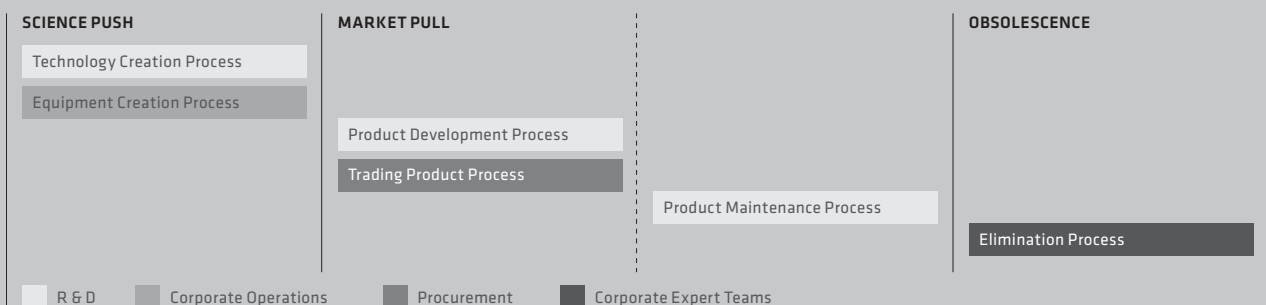 SCIENCE PUSH
MARKET PULL
OBSOLESCENCE
Technology Creation Process
Equipment Creation Process
Product Development Process
Trading Product Process
Product Maintenance Process
Elimination Process
R & D
Corporate Operations
Procurement
Corporate Expert Teams